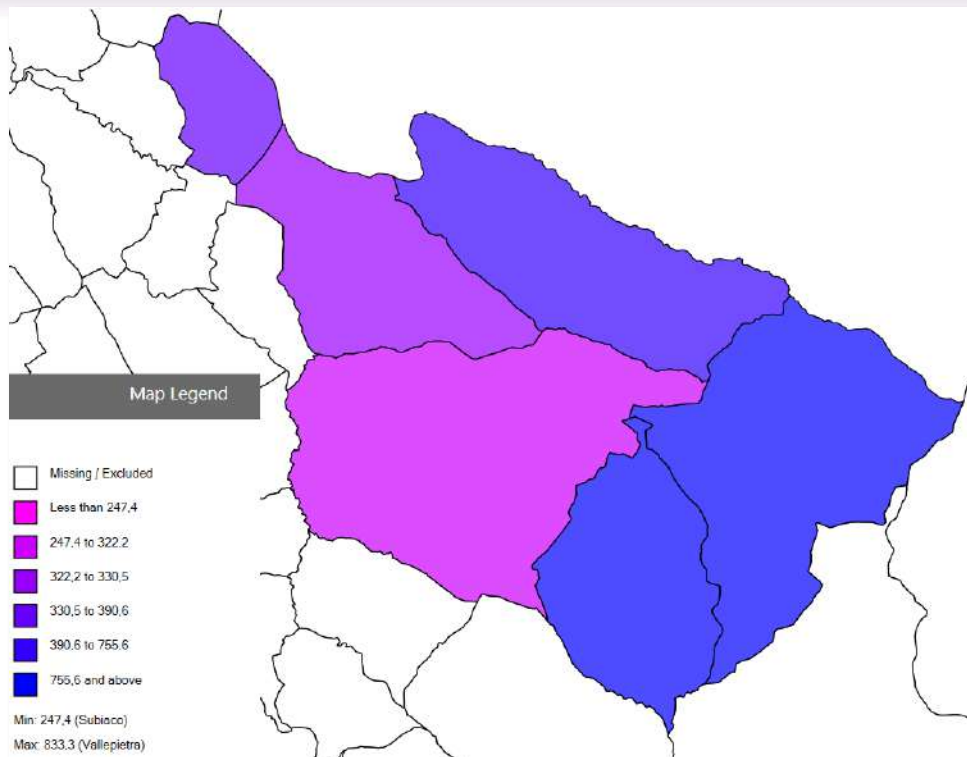 Map Legend
Missing / Excluded
Less than 247,4
247,4 to 322,2
322,2 to 330,5
330,5 to 390,6
390,6 to 755,6
755,6 and above
Min: 247,4 (Subiaco)
Max: 833,3 (Vallepietra)